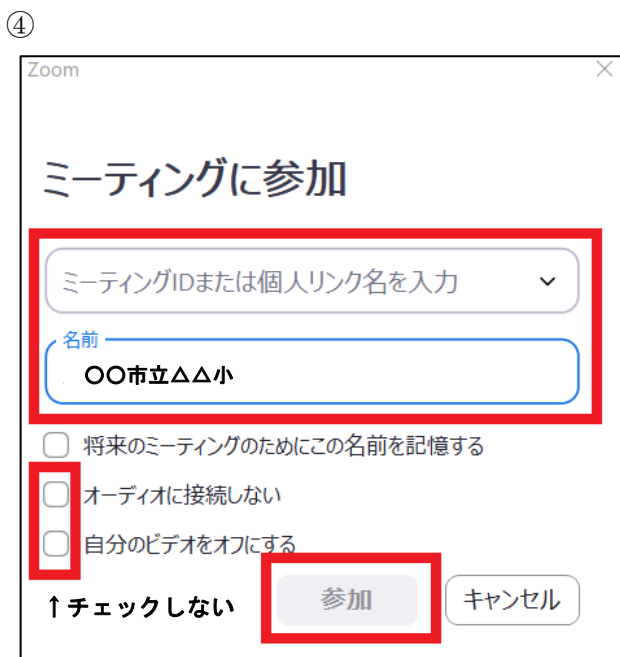 ④
Zoom
ミーティングに参加
ミーティングIDまたは個人リンク名を入力
名前
〇〇市立△△小
将来のミーティングのためにこの名前を記憶する
オーディオに接続しない
自分のビデオをオフにする
↑チェックしない
参加
キャンセル